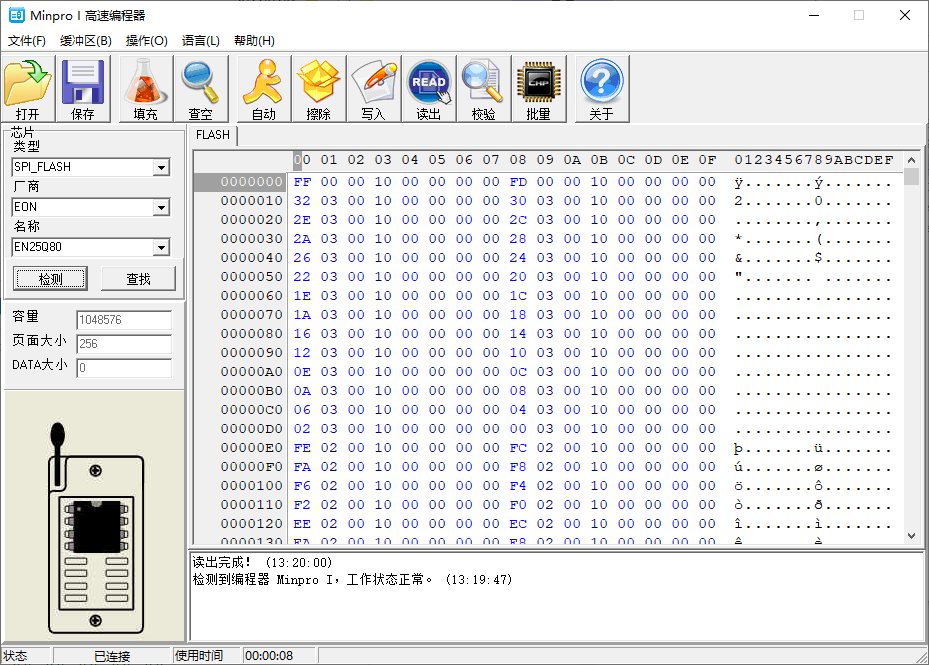 Minpro I 高速编程器
文件(F) 缓冲区(B) 操作(O) 语言(L) 帮助(H)
打开 保存 填充 查空 自动 擦除 写入 读出 校验 批量 关于
READ
CHIP
芯片
类型
SPI_FLASH
厂商
EON
名称
EN25Q80
检测 查找
容量 1048576
页面大小 256
DATA大小 0
FLASH
00 01 02 03 04 05 06 07 08 09 0A 0B 0C 0D 0E 0F 0123456789ABCDEF
0000000 FF 00 00 10 00 00 00 00 FD 00 00 10 00 00 00 00 ÿ.......ý.......
0000010 32 03 00 10 00 00 00 00 30 03 00 10 00 00 00 00 2.......0.......
0000020 2E 03 00 10 00 00 00 00 2C 03 00 10 00 00 00 00 ........,.......
0000030 2A 03 00 10 00 00 00 00 28 03 00 10 00 00 00 00 *.......(.......
0000040 26 03 00 10 00 00 00 00 24 03 00 10 00 00 00 00 &.......$.......
0000050 22 03 00 10 00 00 00 00 20 03 00 10 00 00 00 00 "....... .......
0000060 1E 03 00 10 00 00 00 00 1C 03 00 10 00 00 00 00 ................
0000070 1A 03 00 10 00 00 00 00 18 03 00 10 00 00 00 00 ................
0000080 16 03 00 10 00 00 00 00 14 03 00 10 00 00 00 00 ................
0000090 12 03 00 10 00 00 00 00 10 03 00 10 00 00 00 00 ................
00000A0 0E 03 00 10 00 00 00 00 0C 03 00 10 00 00 00 00 ................
00000B0 0A 03 00 10 00 00 00 00 08 03 00 10 00 00 00 00 ................
00000C0 06 03 00 10 00 00 00 00 04 03 00 10 00 00 00 00 ................
00000D0 02 03 00 10 00 00 00 00 00 03 00 10 00 00 00 00 ................
00000E0 FE 02 00 10 00 00 00 00 FC 02 00 10 00 00 00 00 þ.......ü.......
00000F0 FA 02 00 10 00 00 00 00 F8 02 00 10 00 00 00 00 ú.......ø.......
0000100 F6 02 00 10 00 00 00 00 F4 02 00 10 00 00 00 00 ö.......ô.......
0000110 F2 02 00 10 00 00 00 00 F0 02 00 10 00 00 00 00 ò.......ð.......
0000120 EE 02 00 10 00 00 00 00 EC 02 00 10 00 00 00 00 î.......ì.......
0000130 EA 02 00 10 00 00 00 00 E8 02 00 10 00 00 00 00 ê.......è.......
读出完成! (13:20:00)
检测到编程器 Minpro I，工作状态正常。 (13:19:47)
状态 已连接 使用时间 00:00:08